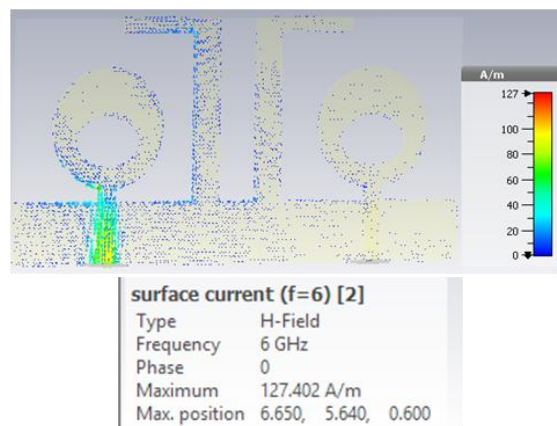 A/m
127
100
80
60
40
20
0
surface current (f=6) [2]
Type H-Field
Frequency 6 GHz
Phase 0
Maximum 127.402 A/m
Max. position 6.650, 5.640, 0.600